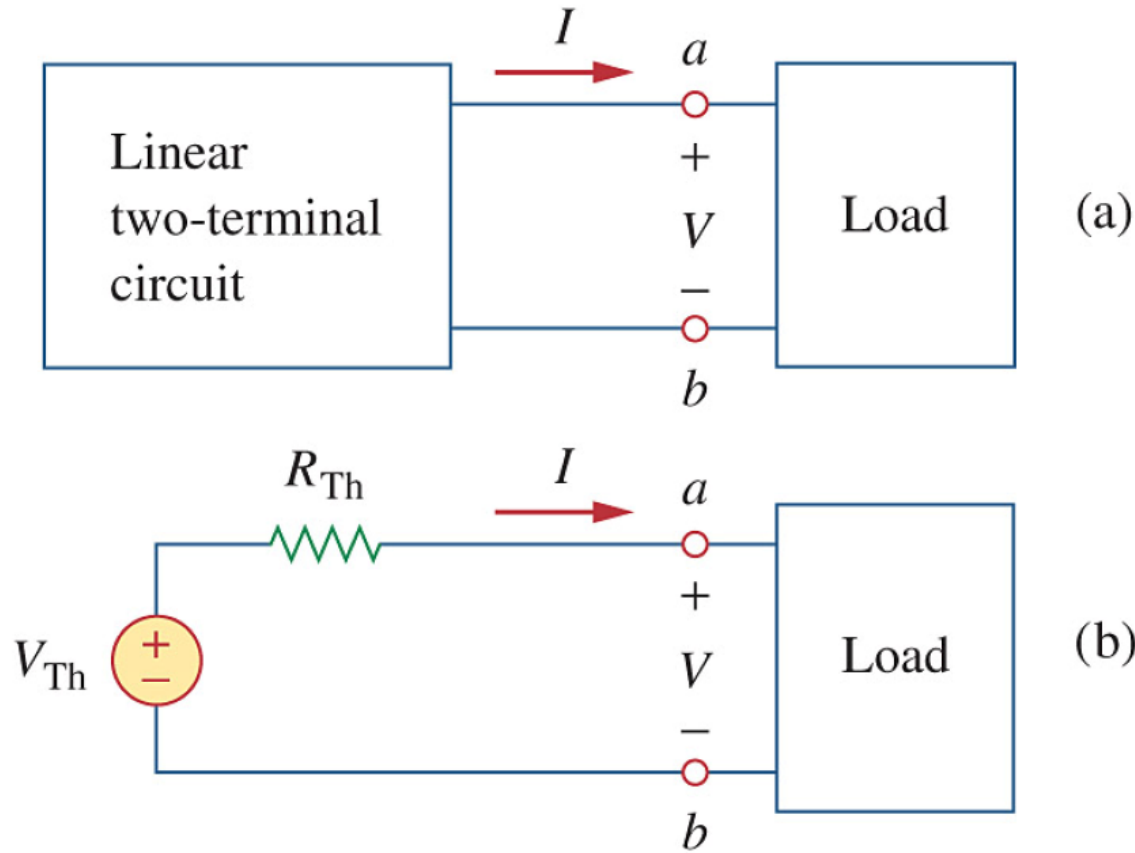 I
a
Linear
two-terminal
circuit
+
V
−
Load
(a)
b
R_Th
I
a
V_Th
+
−
+
V
−
Load
(b)
b